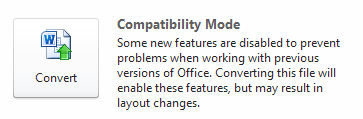 Compatibility Mode
Some new features are disabled to prevent
problems when working with previous
versions of Office. Converting this file will
enable these features, but may result in
layout changes.
Convert